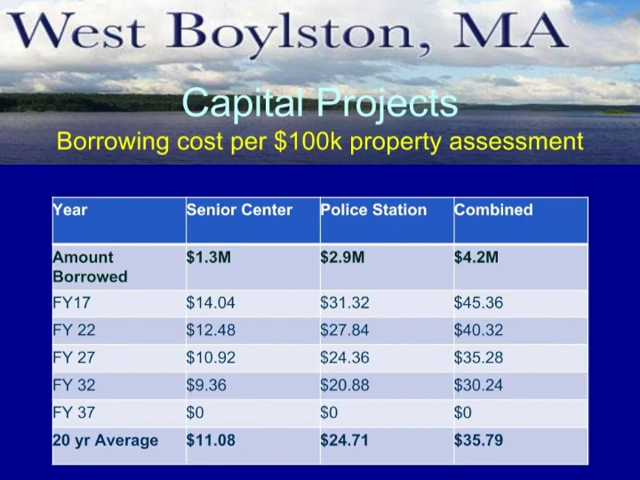 West Boylston, MA
Capital Projects
Borrowing cost per $100k property assessment
Year Senior Center Police Station Combined
Amount Borrowed $1.3M $2.9M $4.2M
FY17 $14.04 $31.32 $45.36
FY 22 $12.48 $27.84 $40.32
FY 27 $10.92 $24.36 $35.28
FY 32 $9.36 $20.88 $30.24
FY 37 $0 $0 $0
20 yr Average $11.08 $24.71 $35.79